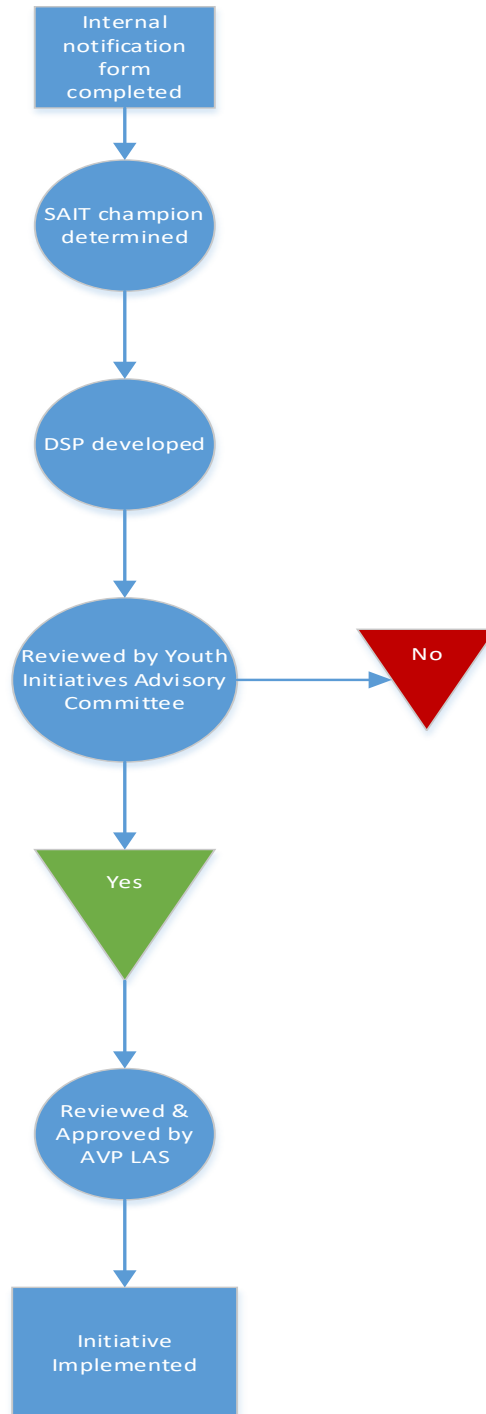 Internal
notification
form
completed
SAIT champion
determined
DSP developed
Reviewed by Youth
Initiatives Advisory
Committee
No
Yes
Reviewed &
Approved by
AVP LAS
Initiative
Implemented